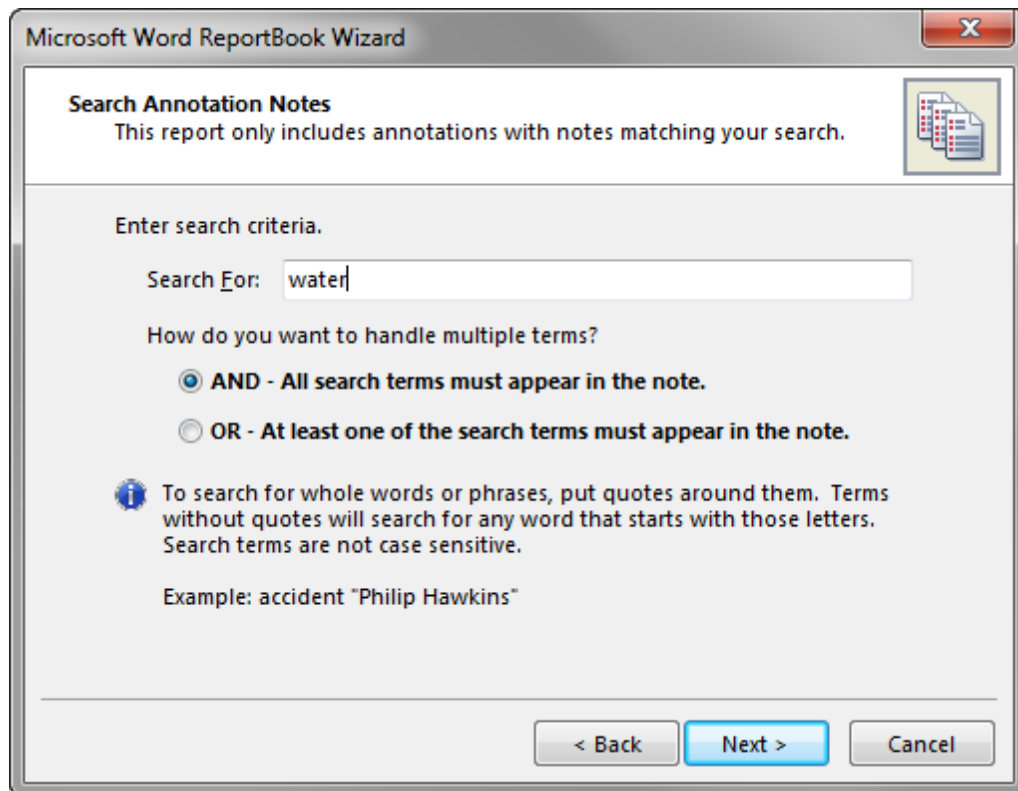 Microsoft Word ReportBook Wizard
Search Annotation Notes
This report only includes annotations with notes matching your search.
Enter search criteria.
Search For: water
How do you want to handle multiple terms?
AND - All search terms must appear in the note.
OR - At least one of the search terms must appear in the note.
To search for whole words or phrases, put quotes around them.  Terms
without quotes will search for any word that starts with those letters.
Search terms are not case sensitive.
Example: accident "Philip Hawkins"
< Back Next > Cancel